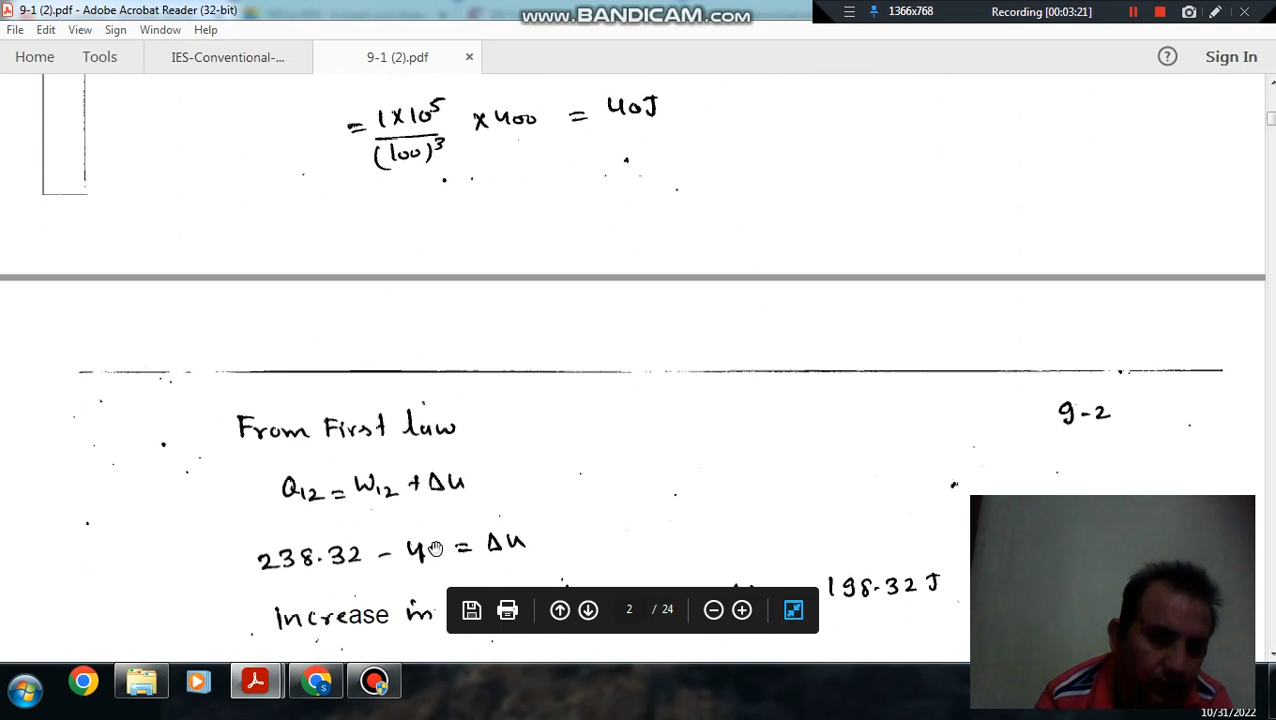 9-1 (2).pdf - Adobe Acrobat Reader (32-bit)
www.BANDICAM.com
1366x768
Recording [00:03:21]
File Edit View Sign Window Help
Home Tools IES-Conventional-... 9-1 (2).pdf × Sign In
= 1×10⁵/(100)³ × 400 = 40J
9-2
From First law
Q₁₂ = W₁₂ + Δu
238.32 - 40 = Δu
198.32 J
Increase in
2 / 24
10/31/2022